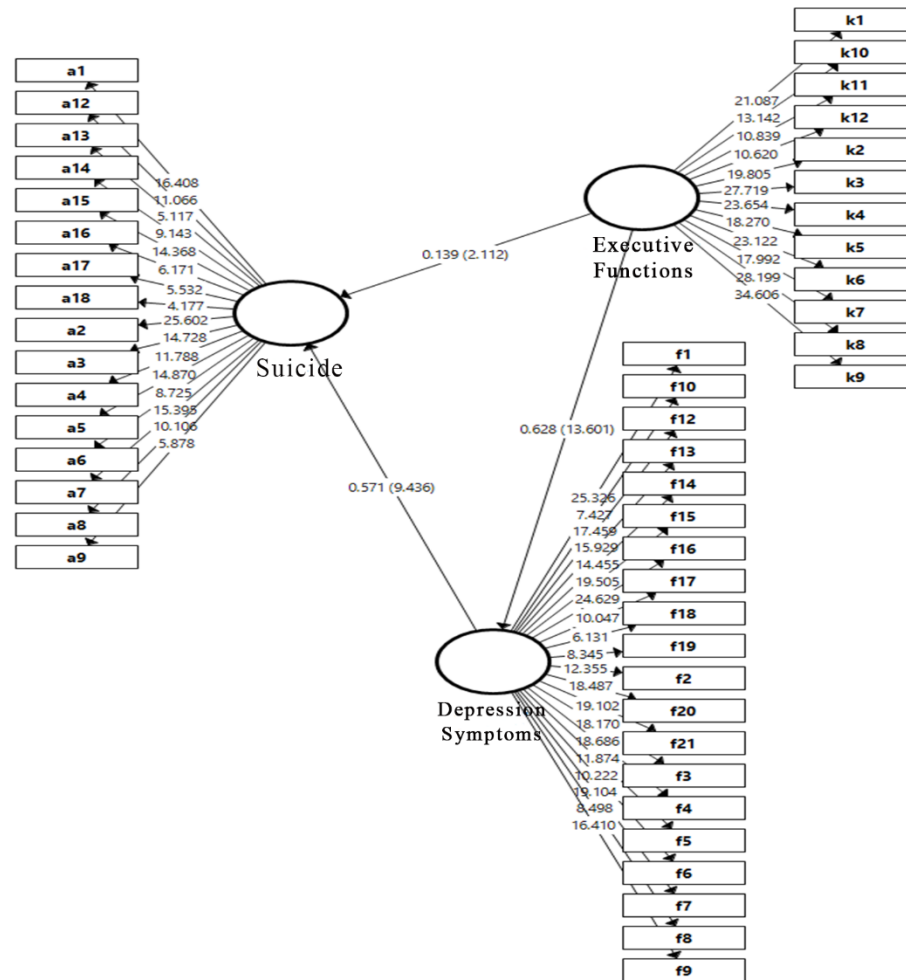 a1
a12
a13
a14
a15
a16
a17
a18
a2
a3
a4
a5
a6
a7
a8
a9
16.408
11.066
5.117
9.143
14.368
6.171
5.532
4.177
25.602
14.728
11.788
14.870
8.725
15.395
10.106
5.878
Suicide
0.139 (2.112)
0.571 (9.436)
0.628 (13.601)
Executive
Functions
21.087
13.142
10.839
10.620
19.805
27.719
23.654
18.270
23.122
17.992
28.199
34.606
k1
k10
k11
k12
k2
k3
k4
k5
k6
k7
k8
k9
Depression
Symptoms
25.326
7.427
17.459
15.929
14.455
19.505
24.629
10.047
6.131
8.345
12.355
18.487
19.102
18.170
18.686
11.874
10.222
19.104
8.498
16.410
f1
f10
f12
f13
f14
f15
f16
f17
f18
f19
f2
f20
f21
f3
f4
f5
f6
f7
f8
f9